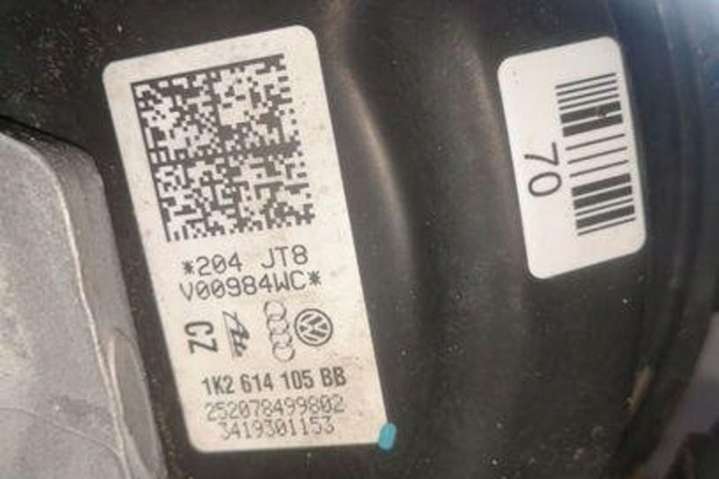 *204 JT8
V00984WC*
CZ
1K2 614 105 BB
252078499802
3419301153
70